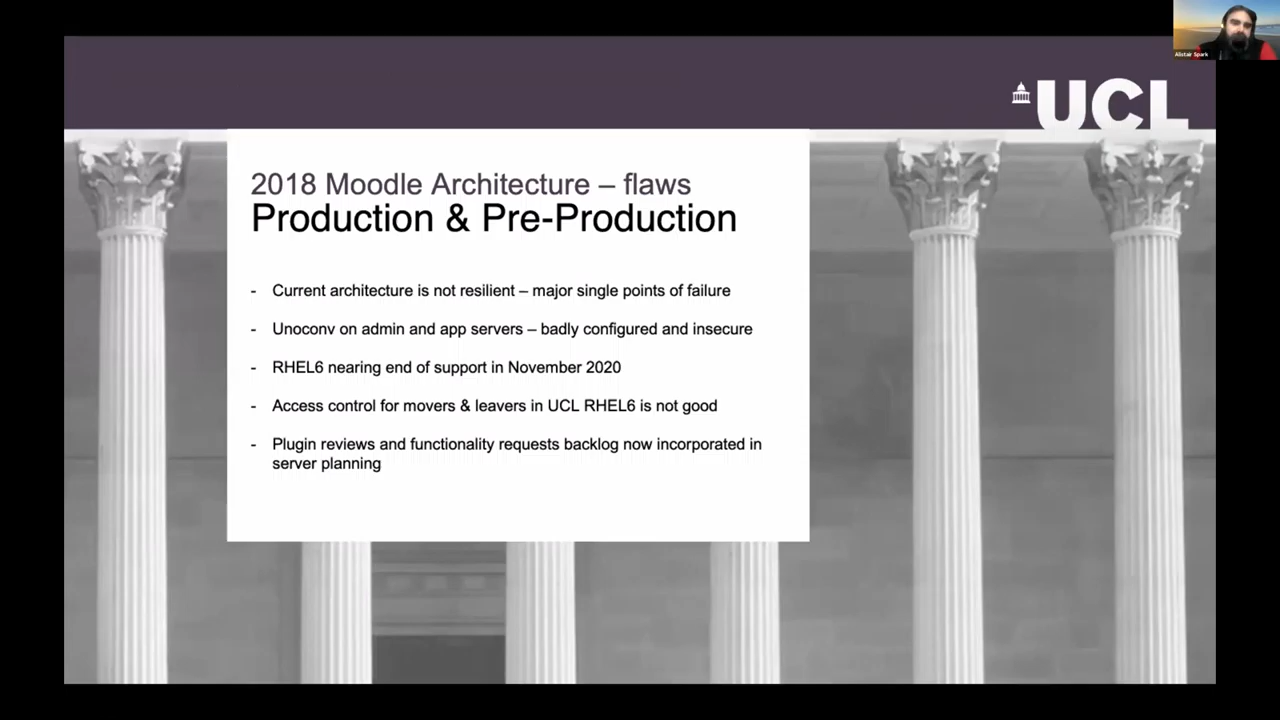 Alistair Spark
UCL
2018 Moodle Architecture – flaws
Production & Pre-Production
- Current architecture is not resilient – major single points of failure
- Unoconv on admin and app servers – badly configured and insecure
- RHEL6 nearing end of support in November 2020
- Access control for movers & leavers in UCL RHEL6 is not good
- Plugin reviews and functionality requests backlog now incorporated in
server planning